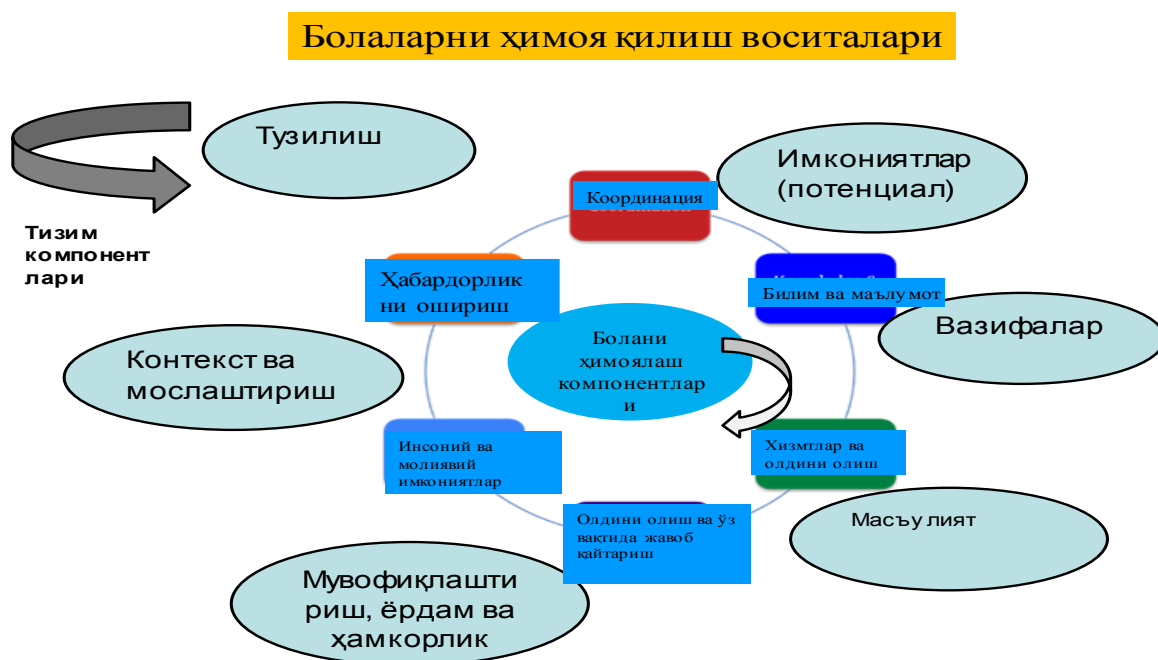 Болаларни ҳимоя қилиш воситалари
Тузилиш
Имкониятлар
(потенциал)
Координация
Тизим
компонент
лари
Ҳабардорлик
ни ошириш
Билим ва маълумот
Вазифалар
Болани
ҳимоялаш
компонентлар
и
Контекст ва
мослаштириш
Инсоний ва
молиявий
имкониятлар
Хизмтлар ва
олдини олиш
Олдини олиш ва ўз
вақтида жавоб
қайтариш
Масъулият
Мувофиқлашти
риш, ёрдам ва
ҳамкорлик